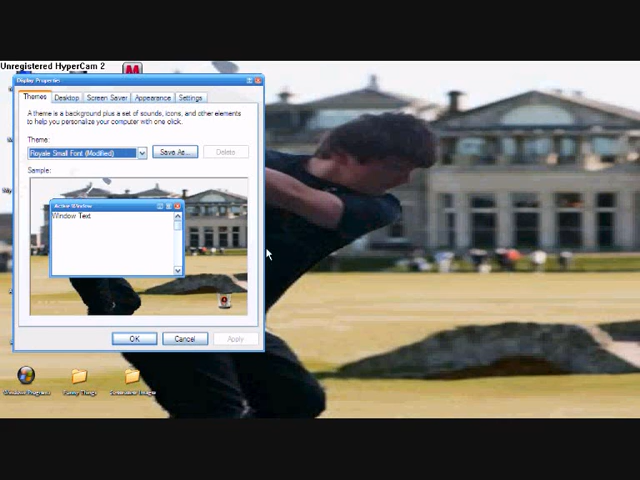 Unregistered HyperCam 2
Display Properties
Themes Desktop Screen Saver Appearance Settings
A theme is a background plus a set of sounds, icons, and other elements
to help you personalize your computer with one click.
Theme:
Royale Small Font (Modified) Save As... Delete
Sample:
Active Window
Window Text
OK Cancel Apply
Funny Things